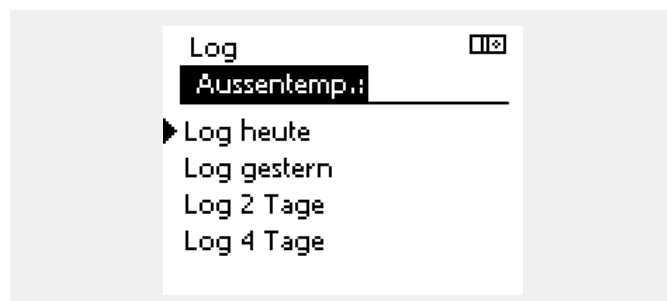 Log
Aussentemp.:
Log heute
Log gestern
Log 2 Tage
Log 4 Tage